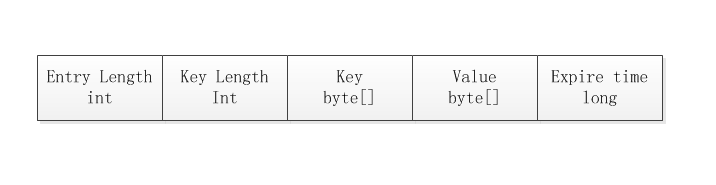 Entry Length
int
Key Length
Int
Key
byte[]
Value
byte[]
Expire time
long